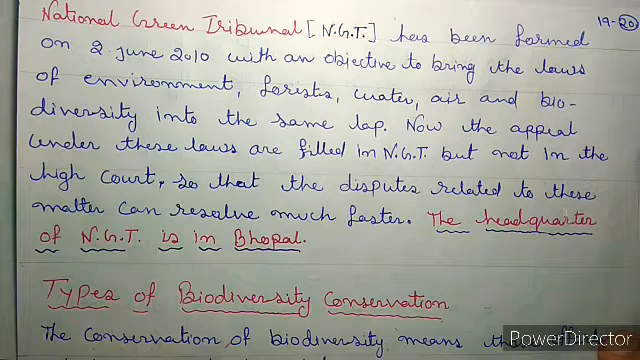 19-20
National Green Tribunal [N.G.T.] has been formed
on 2 June 2010 with an objective to bring the laws
of environment, forests, water, air and bio-
diversity into the same lap. Now the appeal
under these laws are filled in N.G.T. but not in the
high court, so that the disputes related to these
matter can resolve much faster. The headquarter
of N.G.T. is in Bhopal.
Types of Biodiversity Conservation
The conservation of biodiversity means
PowerDirector